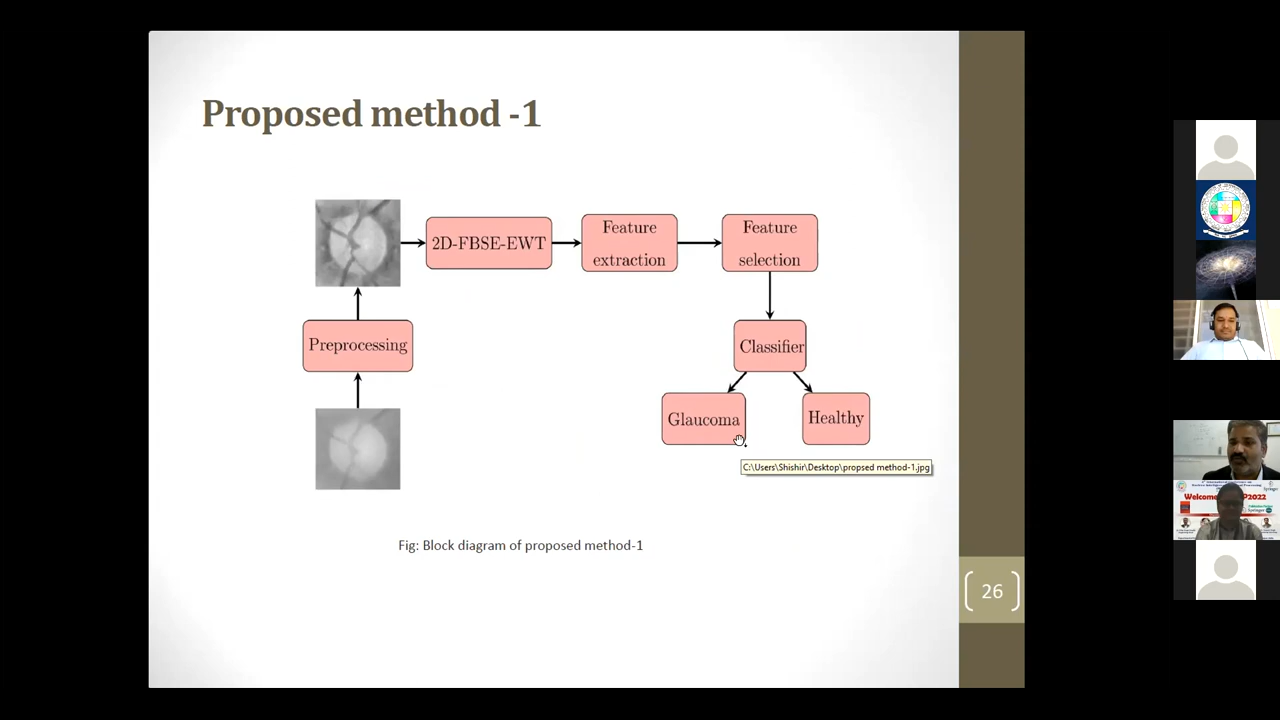 Proposed method -1
2D-FBSE-EWT
Feature
extraction
Feature
selection
Preprocessing
Classifier
Glaucoma
Healthy
C:\Users\Shishir\Desktop\propsed method-1.jpg
Fig: Block diagram of proposed method-1
26
Springer